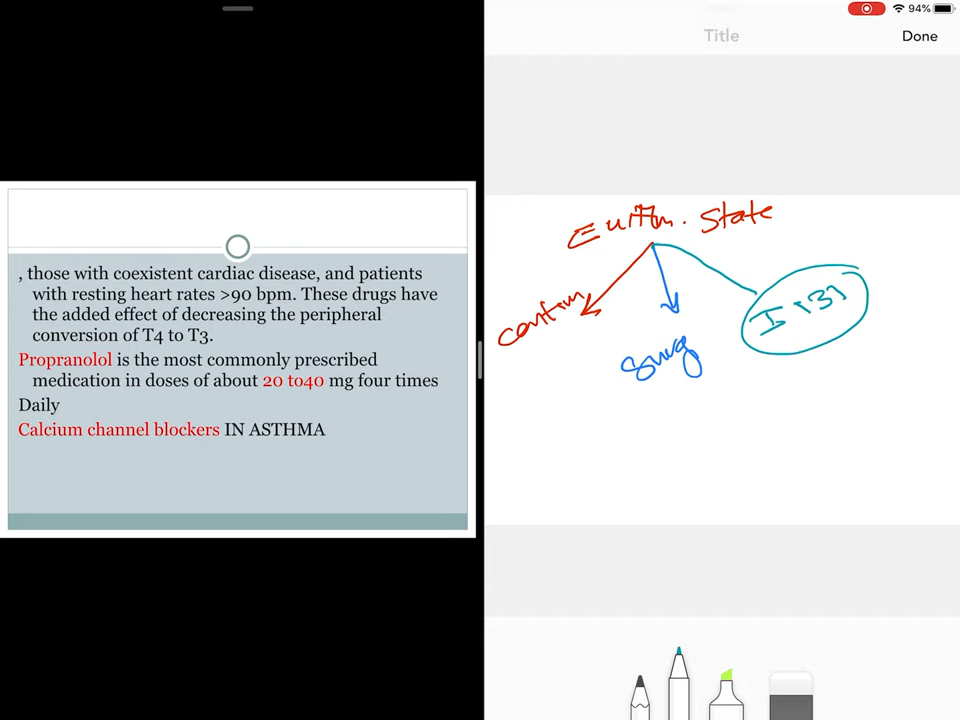 94%
Title
Done
, those with coexistent cardiac disease, and patients
with resting heart rates >90 bpm. These drugs have
the added effect of decreasing the peripheral
conversion of T4 to T3.
Propranolol is the most commonly prescribed
medication in doses of about 20 to40 mg four times
Daily
Calcium channel blockers IN ASTHMA
State
I 131